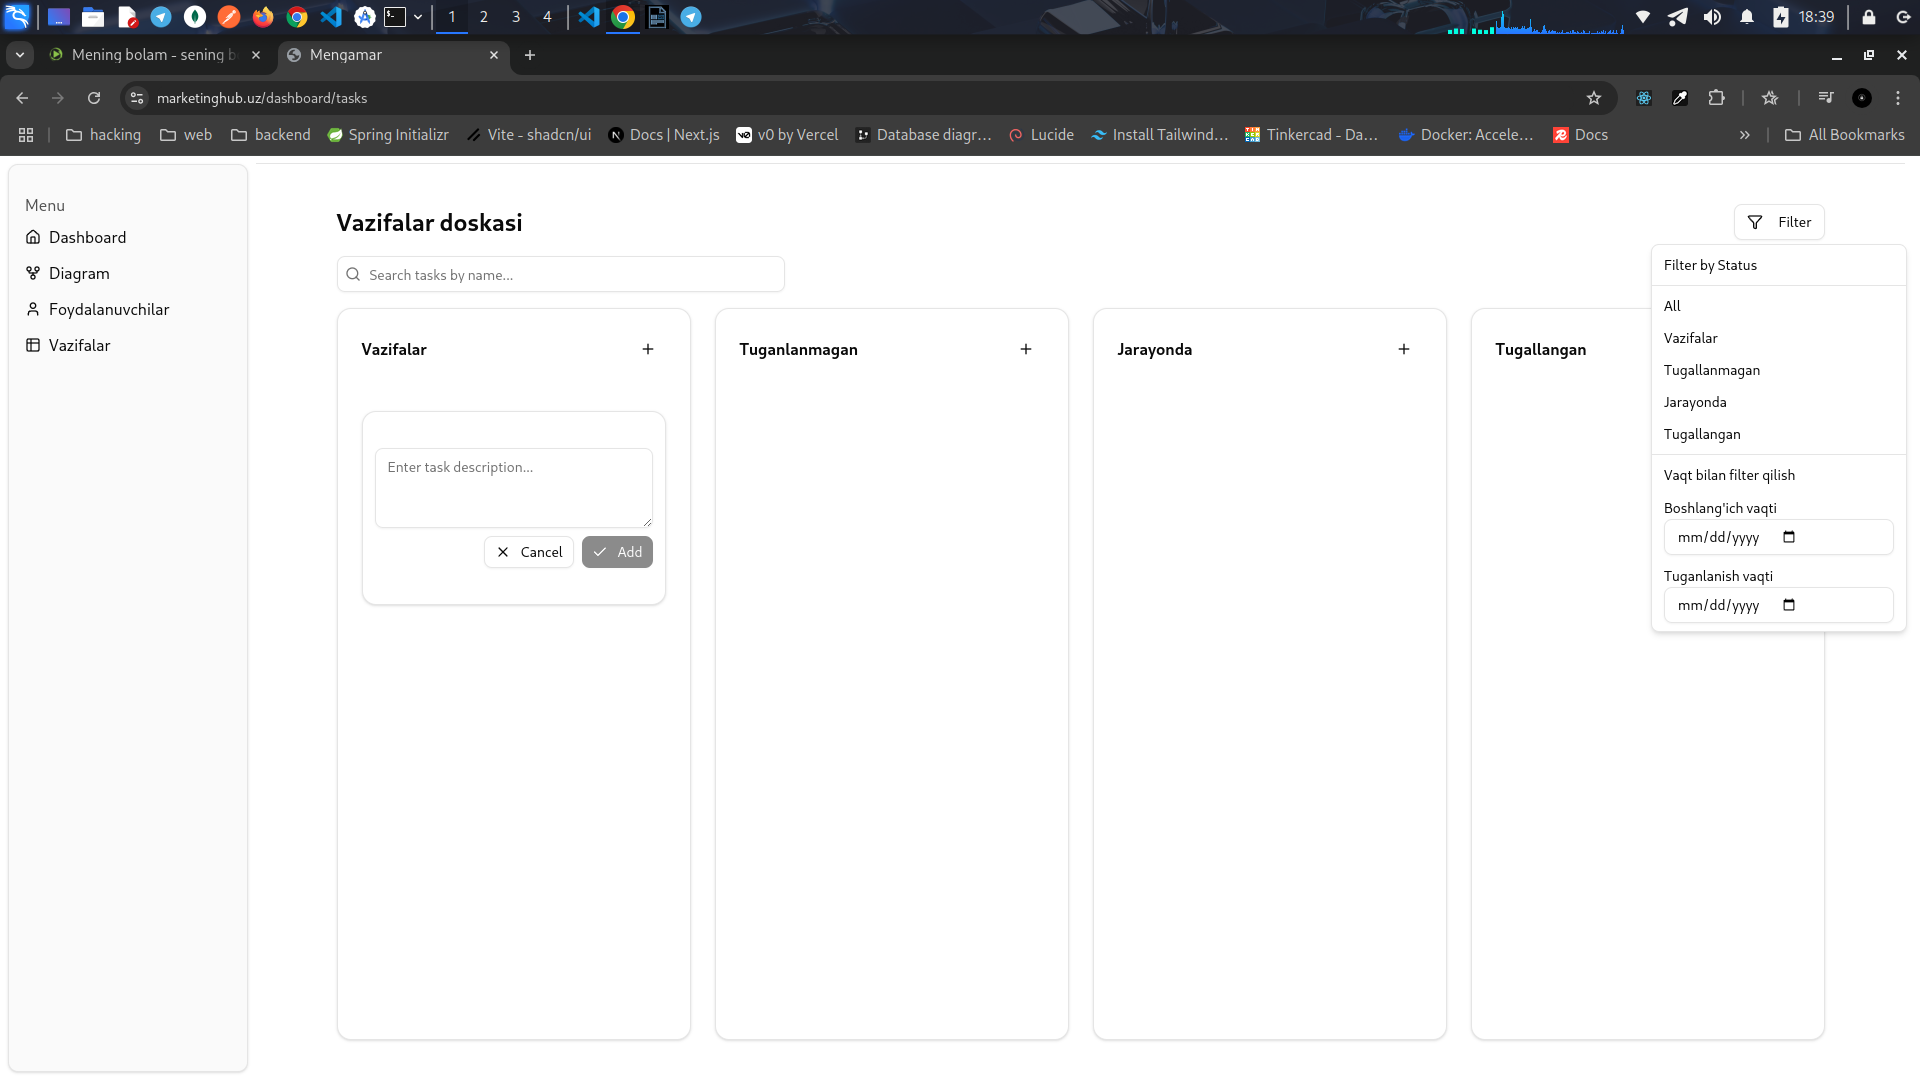 1 2 3 4
18:39
Mening bolam - sening b
Mengamar
marketinghub.uz/dashboard/tasks
hacking
web
backend
Spring Initializr
Vite - shadcn/ui
Docs | Next.js
v0 by Vercel
Database diagr...
Lucide
Install Tailwind...
Tinkercad - Da...
Docker: Accele...
Docs
All Bookmarks
Menu
Dashboard
Diagram
Foydalanuvchilar
Vazifalar
Vazifalar doskasi
Filter
Search tasks by name...
Vazifalar
Tuganlanmagan
Jarayonda
Tugallangan
Enter task description...
Cancel
Add
Filter by Status
All
Vazifalar
Tugallanmagan
Jarayonda
Tugallangan
Vaqt bilan filter qilish
Boshlang'ich vaqti
mm/dd/yyyy
Tuganlanish vaqti
mm/dd/yyyy